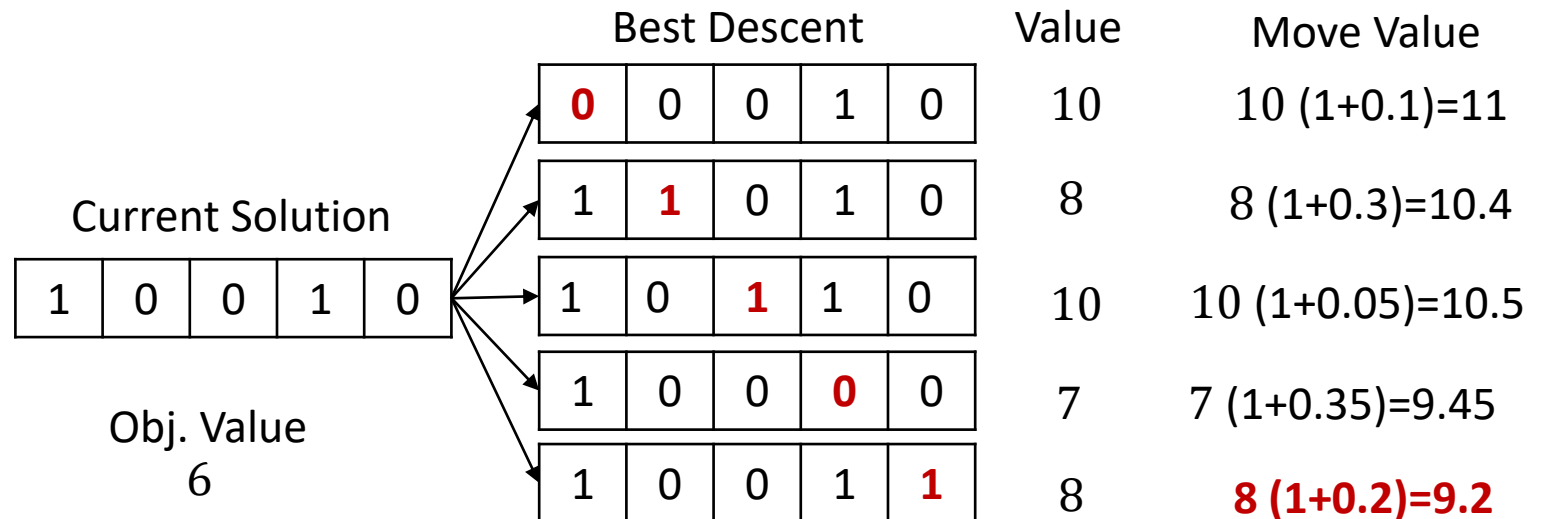 Best Descent Value Move Value
0 0 0 1 0 10 10 (1+0.1)=11
1 1 0 1 0 8 8 (1+0.3)=10.4
Current Solution
1 0 0 1 0
1 0 1 1 0 10 10 (1+0.05)=10.5
1 0 0 0 0 7 7 (1+0.35)=9.45
Obj. Value
6
1 0 0 1 1 8 8 (1+0.2)=9.2